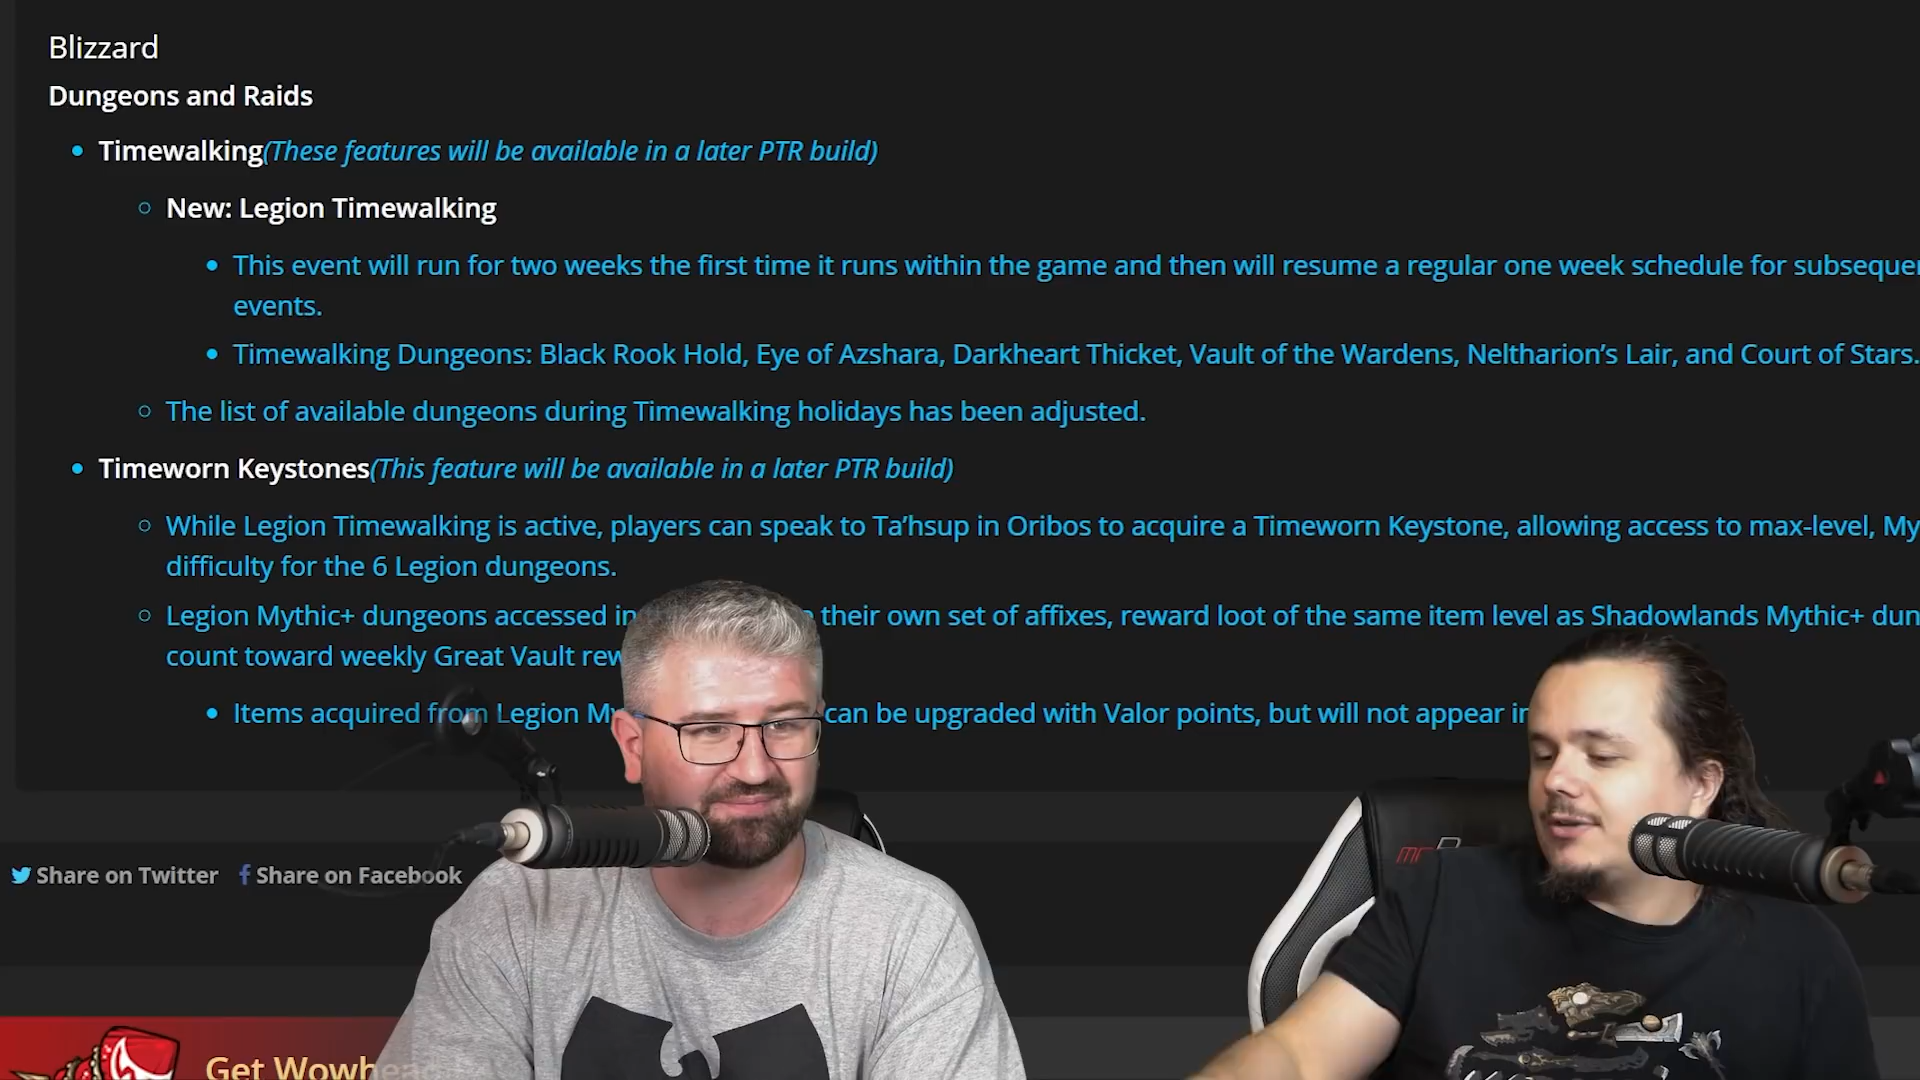 Blizzard
Dungeons and Raids
Timewalking(These features will be available in a later PTR build)
New: Legion Timewalking
This event will run for two weeks the first time it runs within the game and then will resume a regular one week schedule for
events.
Timewalking Dungeons: Black Rook Hold, Eye of Azshara, Darkheart Thicket, Vault of the Wardens, Neltharion’s Lair, and Court of Stars.
The list of available dungeons during Timewalking holidays has been adjusted.
Timeworn Keystones(This feature will be available in a later PTR build)
While Legion Timewalking is active, players can speak to Ta’hsup in Oribos to acquire a Timeworn Keystone, allowing access to max-level,
difficulty for the 6 Legion dungeons.
Legion Mythic+ dungeons accessed in their own set of affixes, reward loot of the same item level as Shadowlands Mythic+
count toward weekly Great Vault
Items acquired from Legion can be upgraded with Valor points, but will not appear
Share on Twitter Share on Facebook
Get Wowhead